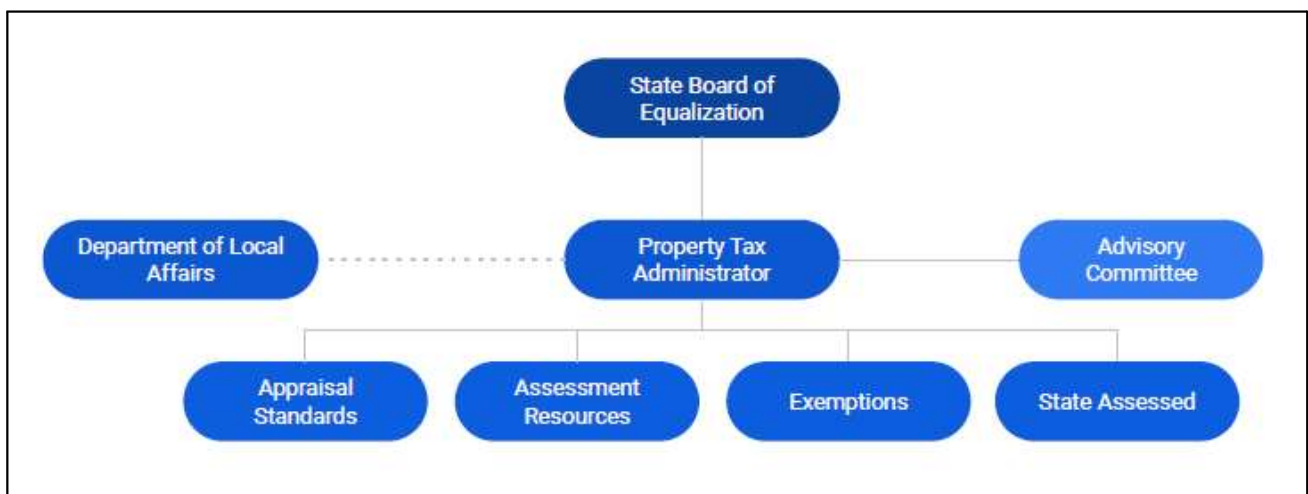 State Board of
Equalization
Department of Local
Affairs
Property Tax
Administrator
Advisory
Committee
Appraisal
Standards
Assessment
Resources
Exemptions
State Assessed